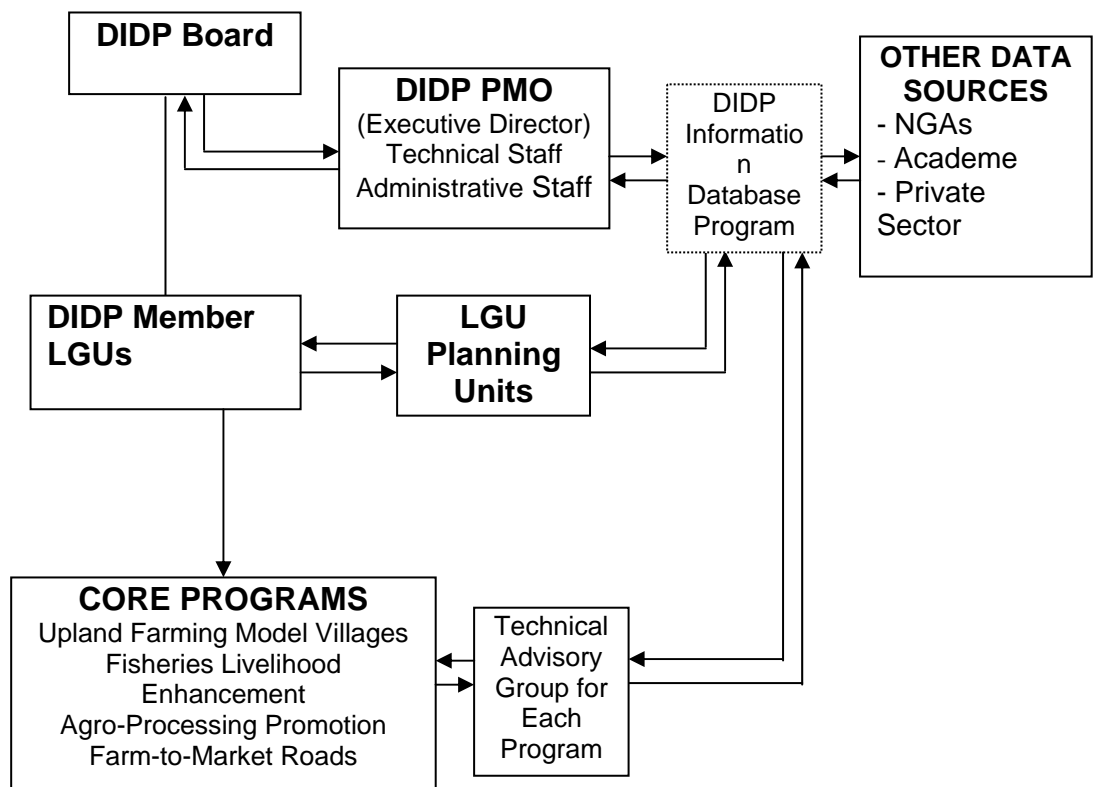 DIDP Board
DIDP PMO
(Executive Director)
Technical Staff
Administrative Staff
DIDP
Informatio
n
Database
Program
OTHER DATA
SOURCES
- NGAs
- Academe
- Private
Sector
DIDP Member
LGUs
LGU
Planning
Units
CORE PROGRAMS
Upland Farming Model Villages
Fisheries Livelihood
Enhancement
Agro-Processing Promotion
Farm-to-Market Roads
Technical
Advisory
Group for
Each
Program